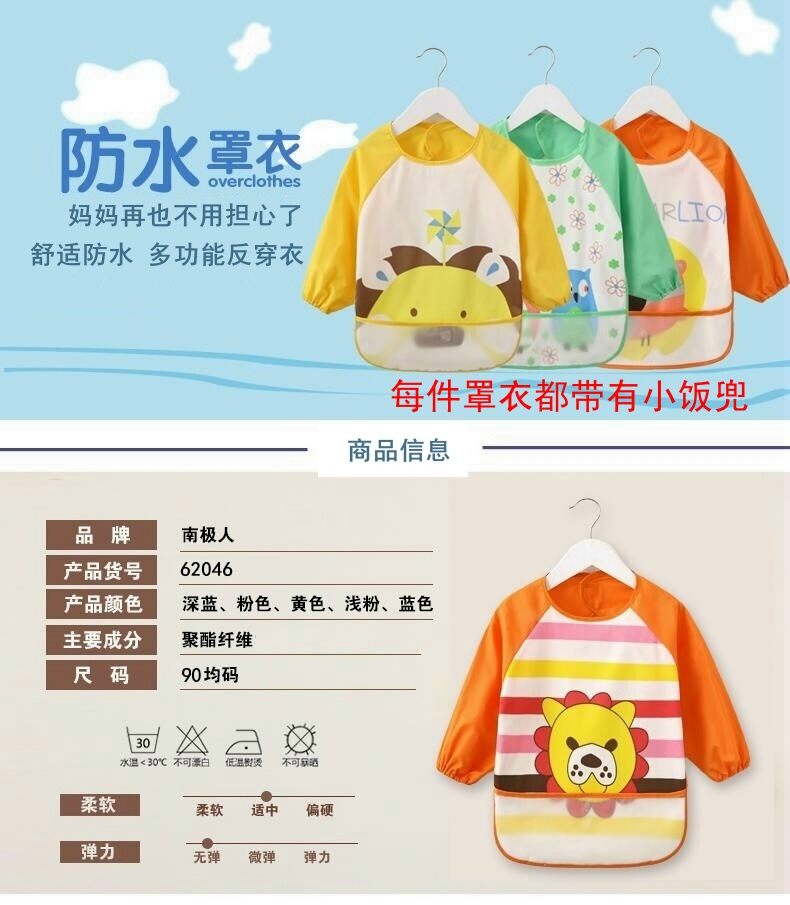 防水罩衣
overclothes
妈妈再也不用担心了
舒适防水 多功能反穿衣
每件罩衣都带有小饭兜
商品信息
品 牌 南极人
产品货号 62046
产品颜色 深蓝、粉色、黄色、浅粉、蓝色
主要成分 聚酯纤维
尺 码 90均码
30
水温<30℃ 不可漂白 低温熨烫 不可暴晒
柔软 柔软 适中 偏硬
弹力 无弹 微弹 弹力